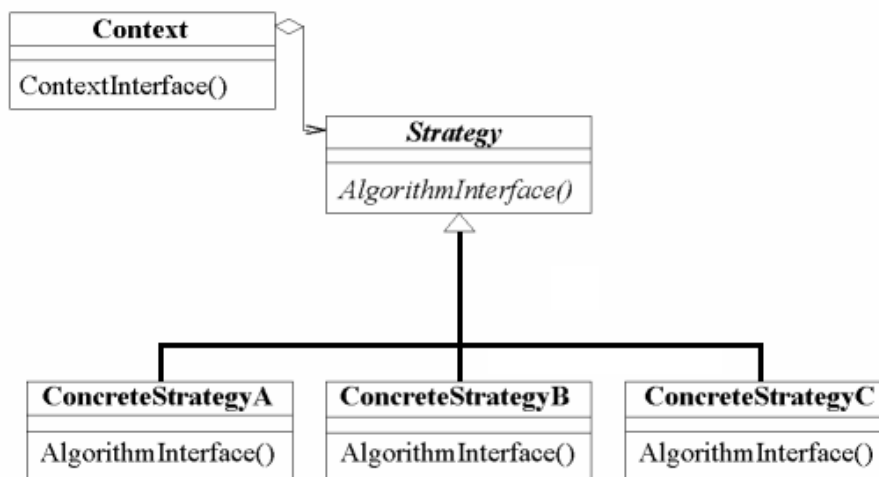 Context
ContextInterface()
Strategy
AlgorithmInterface()
ConcreteStrategyA
AlgorithmInterface()
ConcreteStrategyB
AlgorithmInterface()
ConcreteStrategyC
AlgorithmInterface()